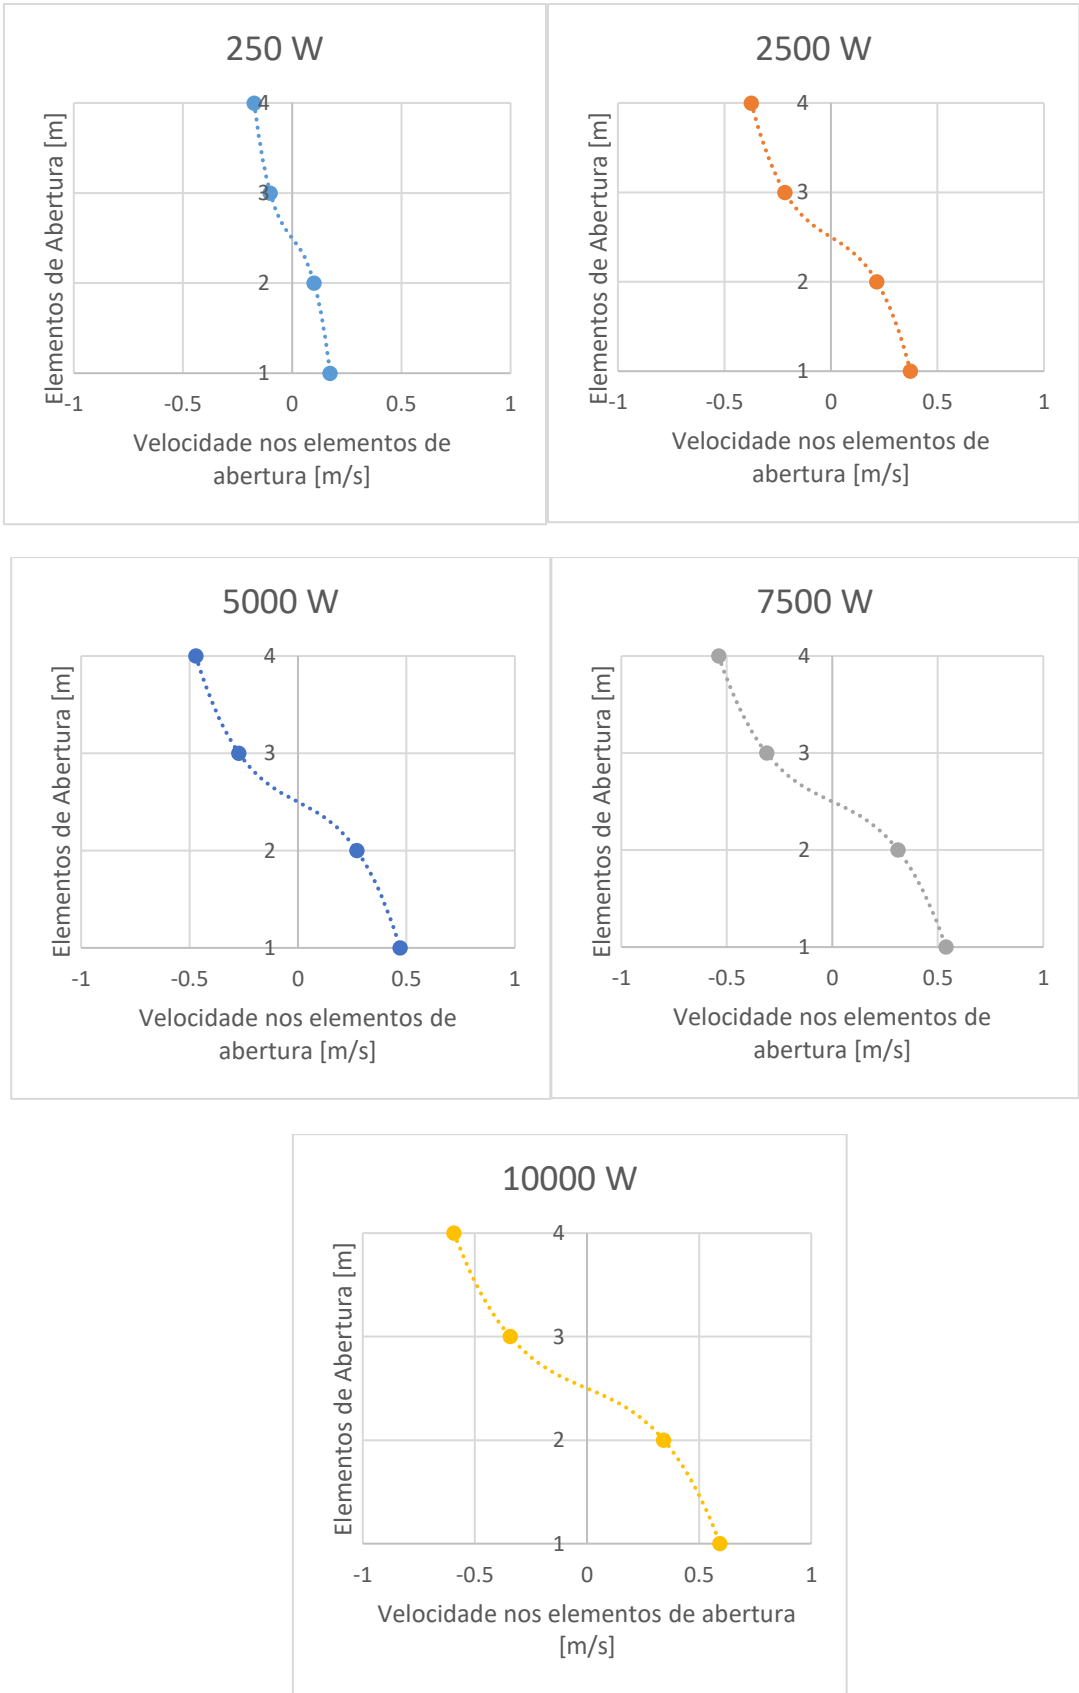 250 W
Elementos de Abertura [m]
4
3
2
1
-1 -0.5 0 0.5 1
Velocidade nos elementos de
abertura [m/s]
2500 W
Elementos de Abertura [m]
4
3
2
1
-1 -0.5 0 0.5 1
Velocidade nos elementos de
abertura [m/s]
5000 W
Elementos de Abertura [m]
4
3
2
1
-1 -0.5 0 0.5 1
Velocidade nos elementos de
abertura [m/s]
7500 W
Elementos de Abertura [m]
4
3
2
1
-1 -0.5 0 0.5 1
Velocidade nos elementos de
abertura [m/s]
10000 W
Elementos de Abertura [m]
4
3
2
1
-1 -0.5 0 0.5 1
Velocidade nos elementos de abertura
[m/s]